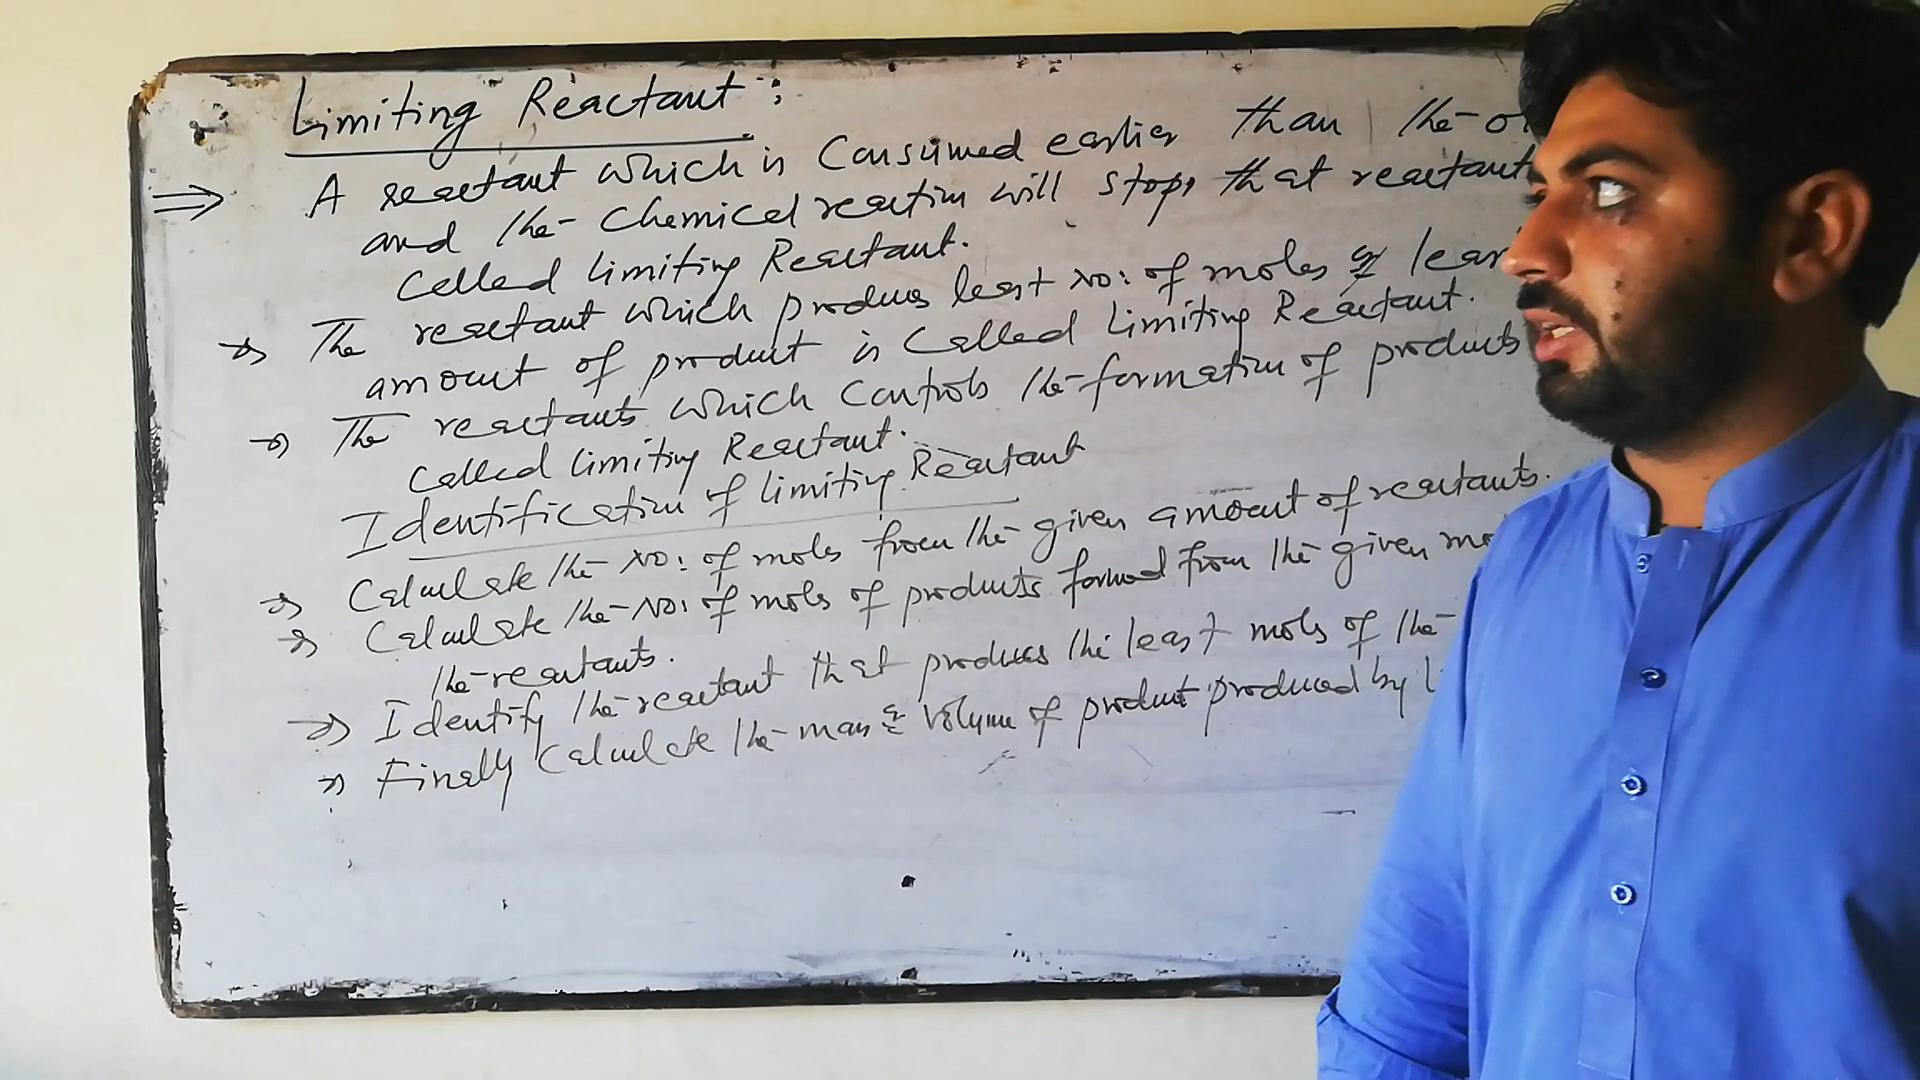 Limiting Reactant:
⇒ A reactant which is Consumed earlier than the
and the chemical reaction will stop, that reactant
Called Limiting Reactant.
⇒ The reactant which produces least no: of moles or
amount of product is Called Limiting Reactant.
⇒ The reactants which Controls the formation of products
Called limiting Reactant.
Identification of limiting Reactant
⇒ Calculate the no: of moles from the given amount of reactants.
⇒ Calculate the No: of mols of products formed from the given
the reactants.
⇒ Identify the reactant that produces the least mols of the
⇒ Finally Calculate the mass & volume of product produced by